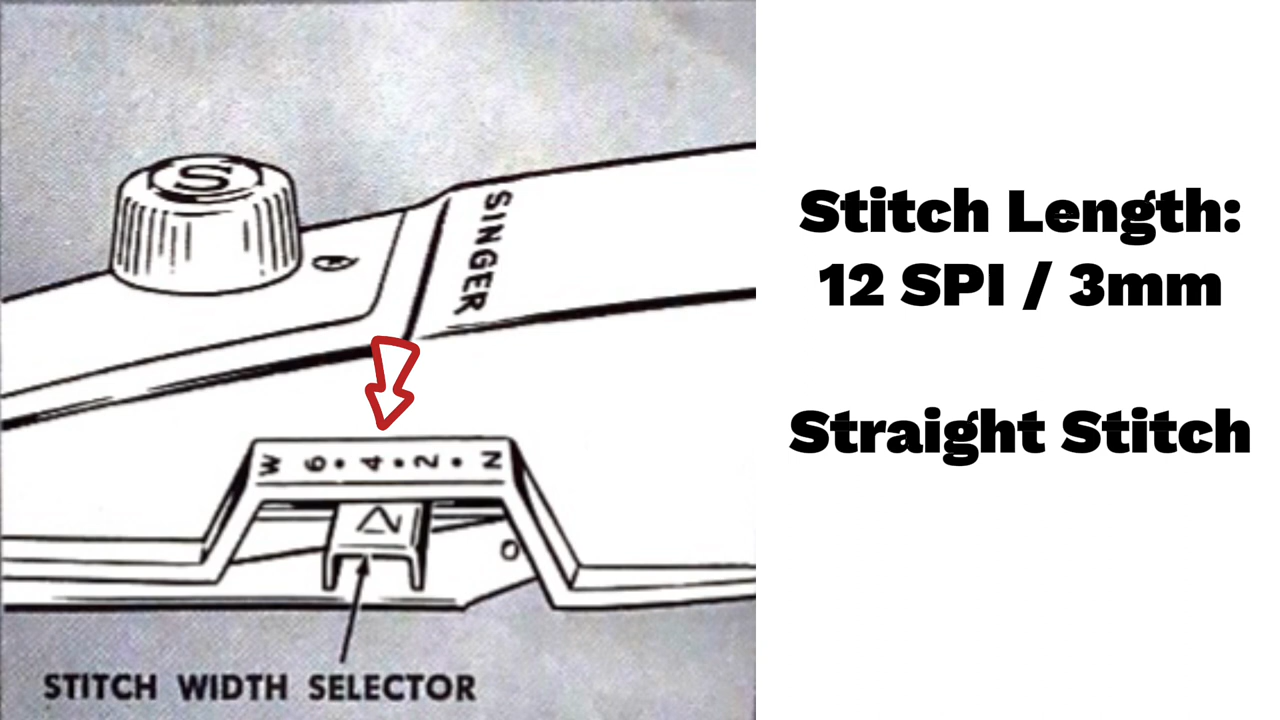 S
SINGER
W 6 • 4 • 2 • N
STITCH WIDTH SELECTOR
Stitch Length:
12 SPI / 3mm
Straight Stitch